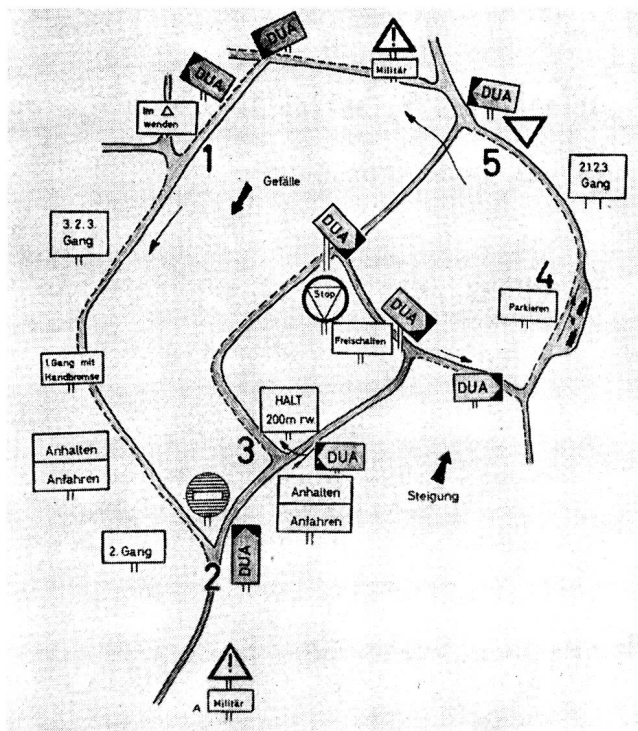 DUA
DUA
!
Militär
DUA
Im △
wenden
1
5
Gefälle
2.1.2.3.
Gang
3. 2. 3.
Gang
DUA
4
Stop
DUA
Parkieren
Freischalten
1. Gang mit
Handbremse
DUA
HALT
200m rw
Anhalten
Anfahren
3
DUA
Steigung
Anhalten
Anfahren
2. Gang
DUA
2
!
A
Militär